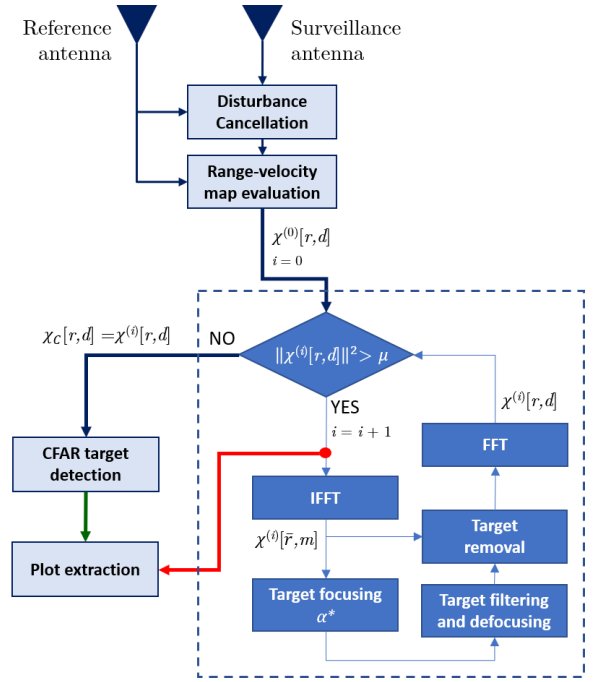 Reference
antenna
Surveillance
antenna
Disturbance
Cancellation
Range-velocity
map evaluation
χ⁽⁰⁾[r,d]
i = 0
χ_C[r,d] =χ⁽ⁱ⁾[r,d]
NO
‖χ⁽ⁱ⁾[r,d]‖² > μ
YES
i = i + 1
χ⁽ⁱ⁾[r,d]
FFT
CFAR target
detection
IFFT
χ⁽ⁱ⁾[r̄,m]
Target
removal
Plot extraction
Target focusing
α*
Target filtering
and defocusing